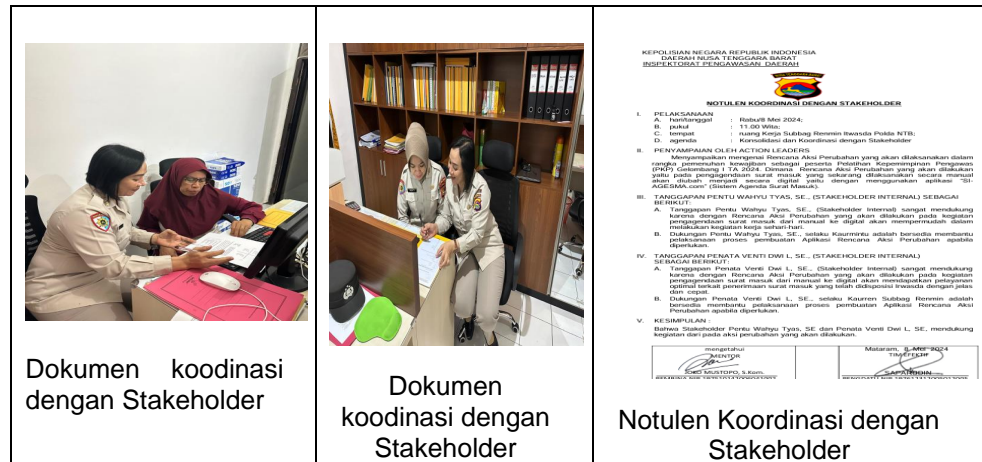 Dokumen koodinasi
dengan Stakeholder
Dokumen
koodinasi dengan
Stakeholder
KEPOLISIAN NEGARA REPUBLIK INDONESIA
DAERAH NUSA TENGGARA BARAT
INSPEKTORAT PENGAWASAN DAERAH
NOTULEN KOORDINASI DENGAN STAKEHOLDER
I. PELAKSANAAN
A. hari/tanggal : Rabu/8 Mei 2024;
B. pukul : 11.00 Wita;
C. tempat : ruang Kerja Subbag Renmin Itwasda Polda NTB;
D. agenda : Konsolidasi dan Koordinasi dengan Stakeholder
II. PENYAMPAIAN OLEH ACTION LEADERS
Menyampaikan mengenai Rencana Aksi Perubahan yang akan dilaksanakan dalam
rangka pemenuhan kewajiban sebagai peserta Pelatihan Kepemimpinan Pengawas
(PKP) Gelombang I TA 2024. Dimana Rencana Aksi Perubahan yang akan dilakukan
yaitu pada pengagendaan surat masuk yang sekarang dilaksanakan secara manual
akan diubah menjadi secara digital yaitu dengan menggunakan aplikasi "SI-
AGESMA.com" (Sistem Agenda Surat Masuk).
III. TANGGAPAN PENTU WAHYU TYAS, SE., (STAKEHOLDER INTERNAL) SEBAGAI
BERIKUT:
A. Tanggapan Pentu Wahyu Tyas, SE., (Stakeholder Internal) sangat mendukung
karena dengan Rencana Aksi Perubahan yang akan dilakukan pada kegiatan
pengagendaan surat masuk dari manual ke digital akan mempermudah dalam
melakukan kegiatan kerja sehari-hari.
B. Dukungan Pentu Wahyu Tyas, SE., selaku Kaurmintu adalah bersedia membantu
pelaksanaan proses pembuatan Aplikasi Rencana Aksi Perubahan apabila
diperlukan.
IV. TANGGAPAN PENATA VENTI DWI L, SE., (STAKEHOLDER INTERNAL)
SEBAGAI BERIKUT:
A. Tanggapan Penata Venti Dwi L, SE., (Stakeholder Internal) sangat mendukung
karena dengan Rencana Aksi Perubahan yang akan dilakukan pada kegiatan
pengagendaan surat masuk dari manual ke digital akan mendapatkan pelayanan
optimal terkait penerimaan surat masuk yang telah didisposisi Irwasda dengan jelas
dan cepat.
B. Dukungan Penata Venti Dwi L, SE., selaku Kaurren Subbag Renmin adalah
bersedia membantu pelaksanaan proses pembuatan Aplikasi Rencana Aksi
Perubahan apabila diperlukan.
V. KESIMPULAN :
Bahwa Stakeholder Pentu Wahyu Tyas, SE dan Penata Venti Dwi L, SE, mendukung
kegiatan dari pada aksi perubahan yang akan dilakukan.
mengetahui
MENTOR
JOKO MUSTOPO, S.Kom.
Mataram, 8 Mei 2024
TIM EFEKTIF
SAPARUDIN
Notulen Koordinasi dengan
Stakeholder